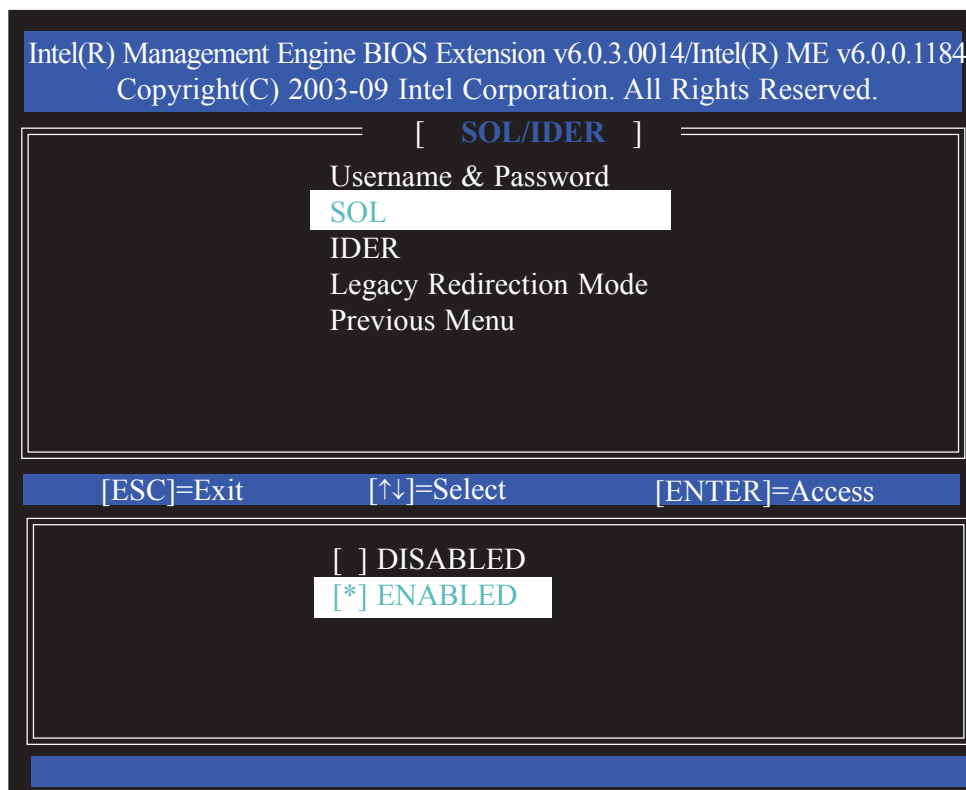 Intel(R) Management Engine BIOS Extension v6.0.3.0014/Intel(R) ME v6.0.0.1184
Copyright(C) 2003-09 Intel Corporation. All Rights Reserved.
[ SOL/IDER ]
Username & Password
SOL
IDER
Legacy Redirection Mode
Previous Menu
[ESC]=Exit [↑↓]=Select [ENTER]=Access
[ ] DISABLED
[*] ENABLED